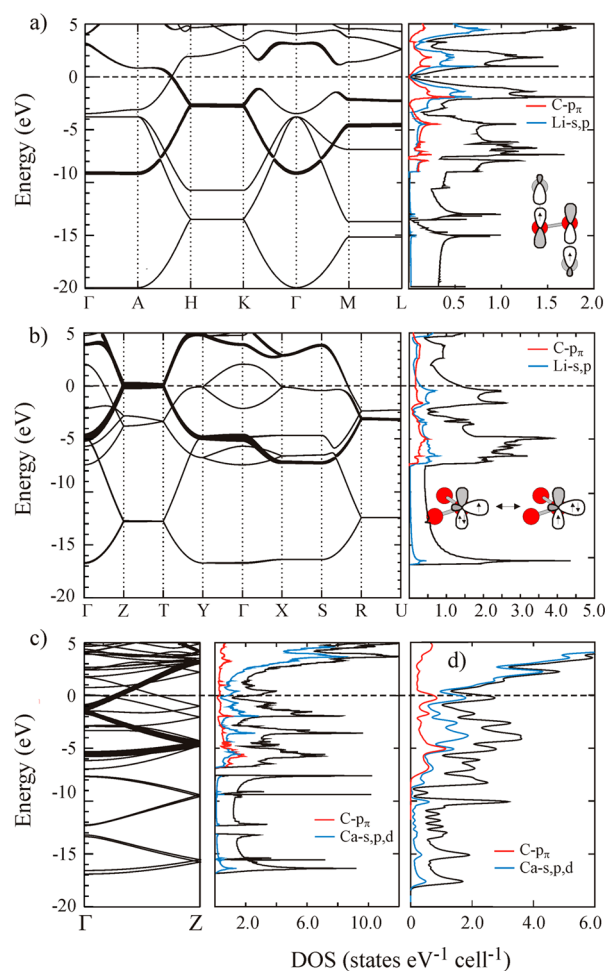 a)
5
0
-5
-10
-15
-20
Energy (eV)
Γ A H K Γ M L
C-pπ
Li-s,p
0.5 1.0 1.5 2.0
b)
5
0
-5
-10
-15
-20
Energy (eV)
Γ Z T Y Γ X S R U
C-pπ
Li-s,p
1.0 2.0 3.0 4.0 5.0
c)
5
0
-5
-10
-15
-20
Energy (eV)
Γ Z
C-pπ
Ca-s,p,d
2.0 6.0 10.0
d)
C-pπ
Ca-s,p,d
0 2.0 4.0 6.0
DOS (states eV⁻¹ cell⁻¹)